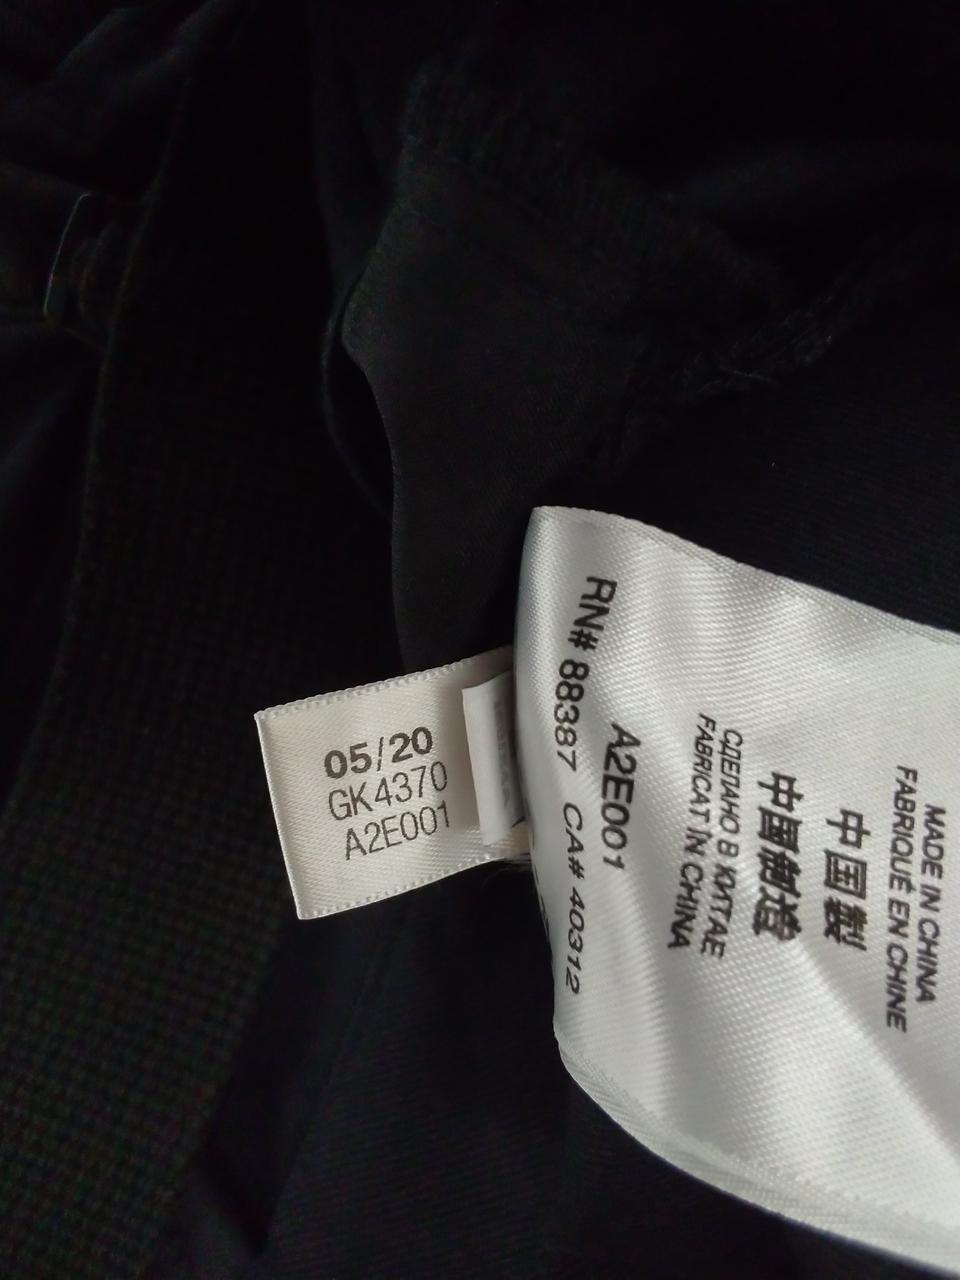 05/20
GK4370
A2E001
MADE IN CHINA
FABRIQUÉ EN CHINE
中国製
中国制造
СДЕЛАНО В КИТАЕ
FABRICAT IN CHINA
A2E001
RN# 88387 CA# 40312